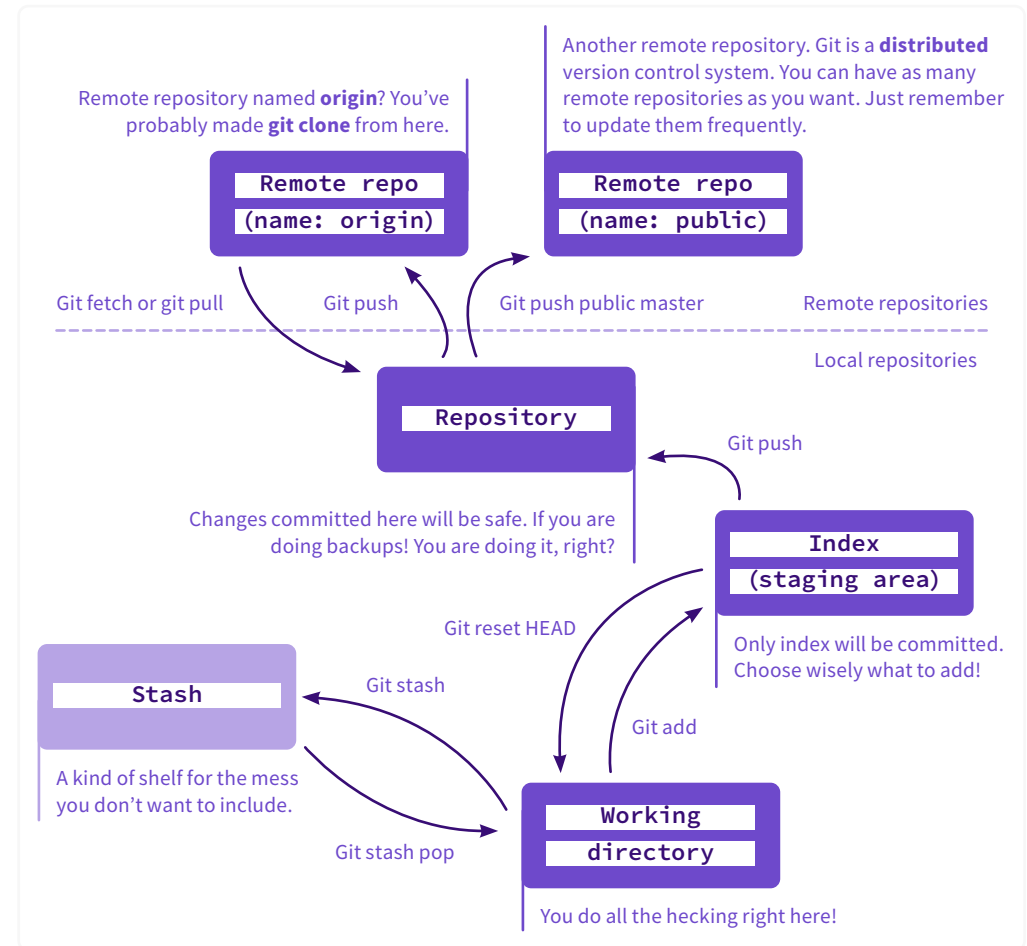 Another remote repository. Git is a distributed
version control system. You can have as many
remote repositories as you want. Just remember
to update them frequently.
Remote repository named origin? You’ve
probably made git clone from here.
Remote repo
(name: origin)
Remote repo
(name: public)
Git fetch or git pull
Git push
Git push public master
Remote repositories
Local repositories
Repository
Git push
Changes committed here will be safe. If you are
doing backups! You are doing it, right?
Index
(staging area)
Only index will be committed.
Choose wisely what to add!
Git reset HEAD
Git add
Stash
Git stash
A kind of shelf for the mess
you don’t want to include.
Git stash pop
Working
directory
You do all the hecking right here!